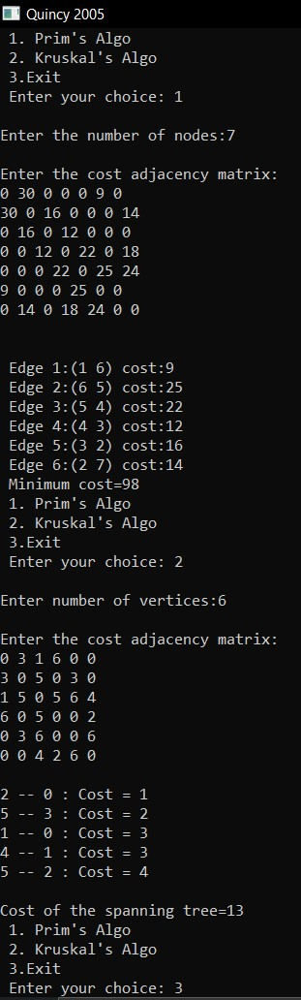 Quincy 2005
1. Prim's Algo
2. Kruskal's Algo
3.Exit
Enter your choice: 1
Enter the number of nodes:7
Enter the cost adjacency matrix:
0 30 0 0 0 9 0
30 0 16 0 0 0 14
0 16 0 12 0 0 0
0 0 12 0 22 0 18
0 0 0 22 0 25 24
9 0 0 0 25 0 0
0 14 0 18 24 0 0
Edge 1:(1 6) cost:9
Edge 2:(6 5) cost:25
Edge 3:(5 4) cost:22
Edge 4:(4 3) cost:12
Edge 5:(3 2) cost:16
Edge 6:(2 7) cost:14
Minimum cost=98
1. Prim's Algo
2. Kruskal's Algo
3.Exit
Enter your choice: 2
Enter number of vertices:6
Enter the cost adjacency matrix:
0 3 1 6 0 0
3 0 5 0 3 0
1 5 0 5 6 4
6 0 5 0 0 2
0 3 6 0 0 6
0 0 4 2 6 0
2 -- 0 : Cost = 1
5 -- 3 : Cost = 2
1 -- 0 : Cost = 3
4 -- 1 : Cost = 3
5 -- 2 : Cost = 4
Cost of the spanning tree=13
1. Prim's Algo
2. Kruskal's Algo
3.Exit
Enter your choice: 3